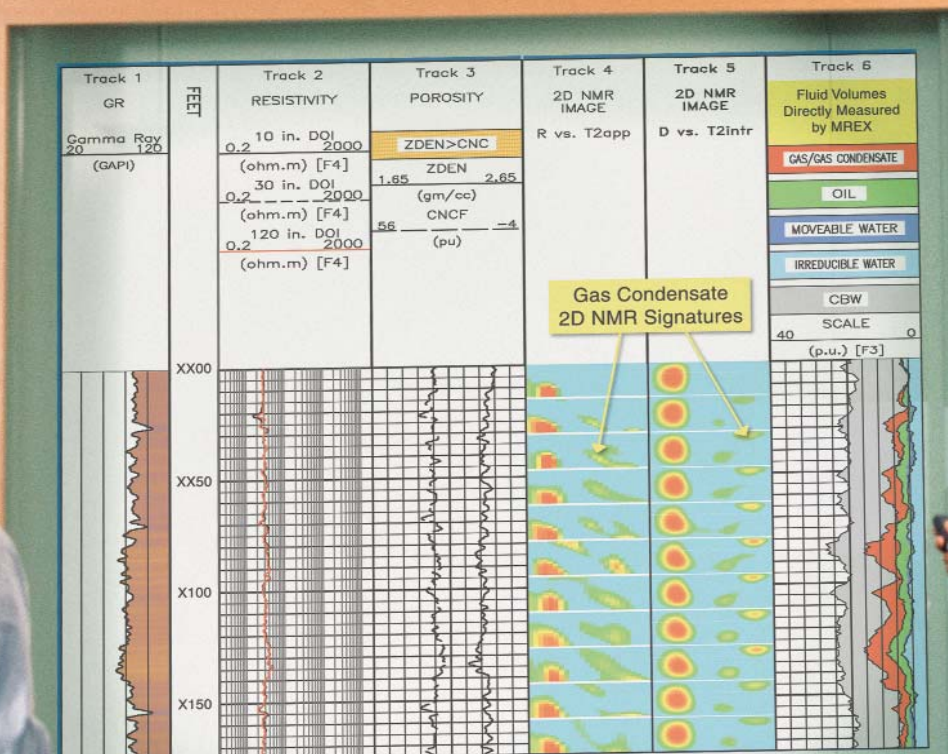 Track 1
GR
Gamma Ray
20 120
(GAPI)
FEET
Track 2
RESISTIVITY
10 in. DOI
0.2 2000
(ohm.m) [F4]
30 in. DOI
0.2 2000
(ohm.m) [F4]
120 in. DOI
0.2 2000
(ohm.m) [F4]
Track 3
POROSITY
ZDEN>CNC
ZDEN
1.65 2.65
(gm/cc)
CNCF
56 -4
(pu)
Track 4
2D NMR
IMAGE
R vs. T2app
Track 5
2D NMR
IMAGE
D vs. T2intr
Track 6
Fluid Volumes
Directly Measured
by MREX
GAS/GAS CONDENSATE
OIL
MOVEABLE WATER
IRREDUCIBLE WATER
CBW
SCALE
40 0
(p.u.) [F3]
Gas Condensate
2D NMR Signatures
XX00
XX50
X100
X150